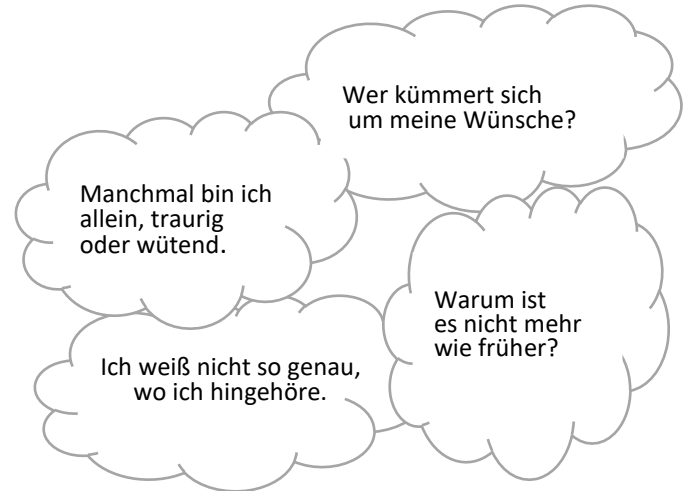 Wer kümmert sich
um meine Wünsche?
Manchmal bin ich
allein, traurig
oder wütend.
Warum ist
es nicht mehr
wie früher?
Ich weiß nicht so genau,
wo ich hingehöre.